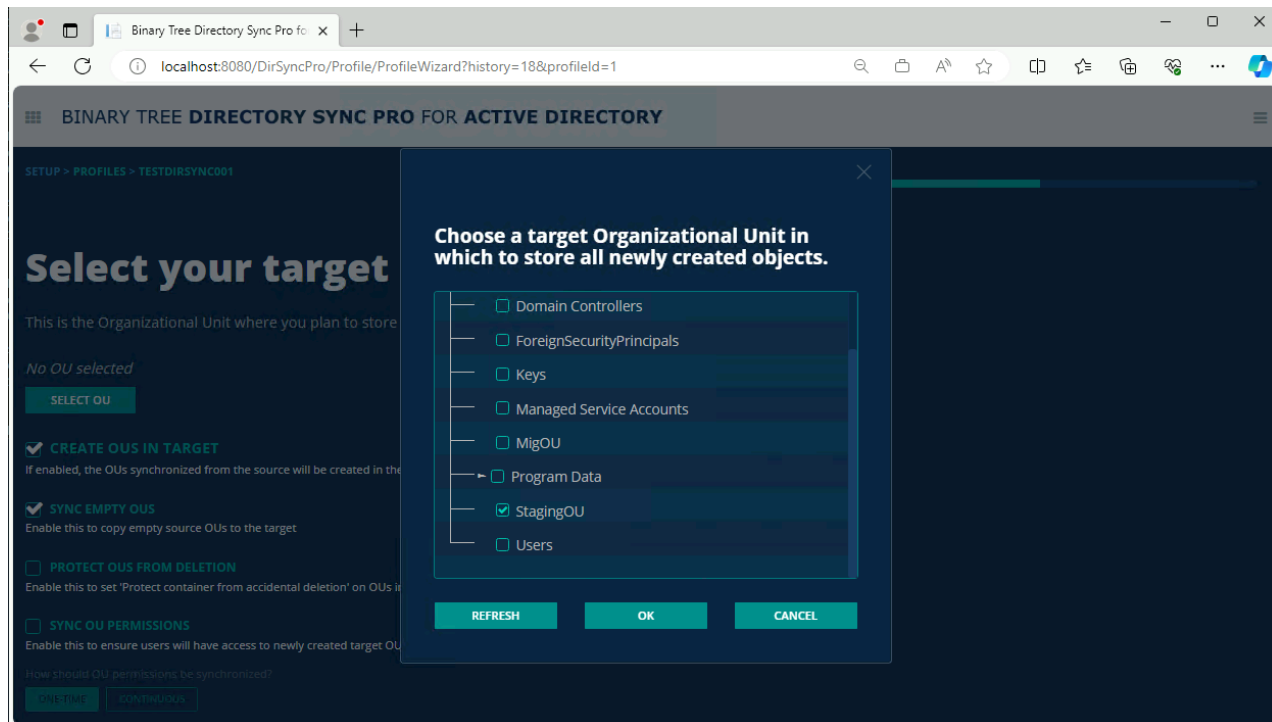 Binary Tree Directory Sync Pro fo
localhost:8080/DirSyncPro/Profile/ProfileWizard?history=18&profileId=1
BINARY TREE DIRECTORY SYNC PRO FOR ACTIVE DIRECTORY
SETUP > PROFILES > TESTDIRSYNC001
Select your target
This is the Organizational Unit where you plan to store
No OU selected
SELECT OU
CREATE OUS IN TARGET
If enabled, the OUs synchronized from the source will be created in the
SYNC EMPTY OUS
Enable this to copy empty source OUs to the target
PROTECT OUS FROM DELETION
Enable this to set 'Protect container from accidental deletion' on OUs i
SYNC OU PERMISSIONS
Enable this to ensure users will have access to newly created target OU
How should OU permissions be synchronized?
ONE-TIME CONTINUOUS
Choose a target Organizational Unit in
which to store all newly created objects.
Domain Controllers
ForeignSecurityPrincipals
Keys
Managed Service Accounts
MigOU
Program Data
StagingOU
Users
REFRESH OK CANCEL